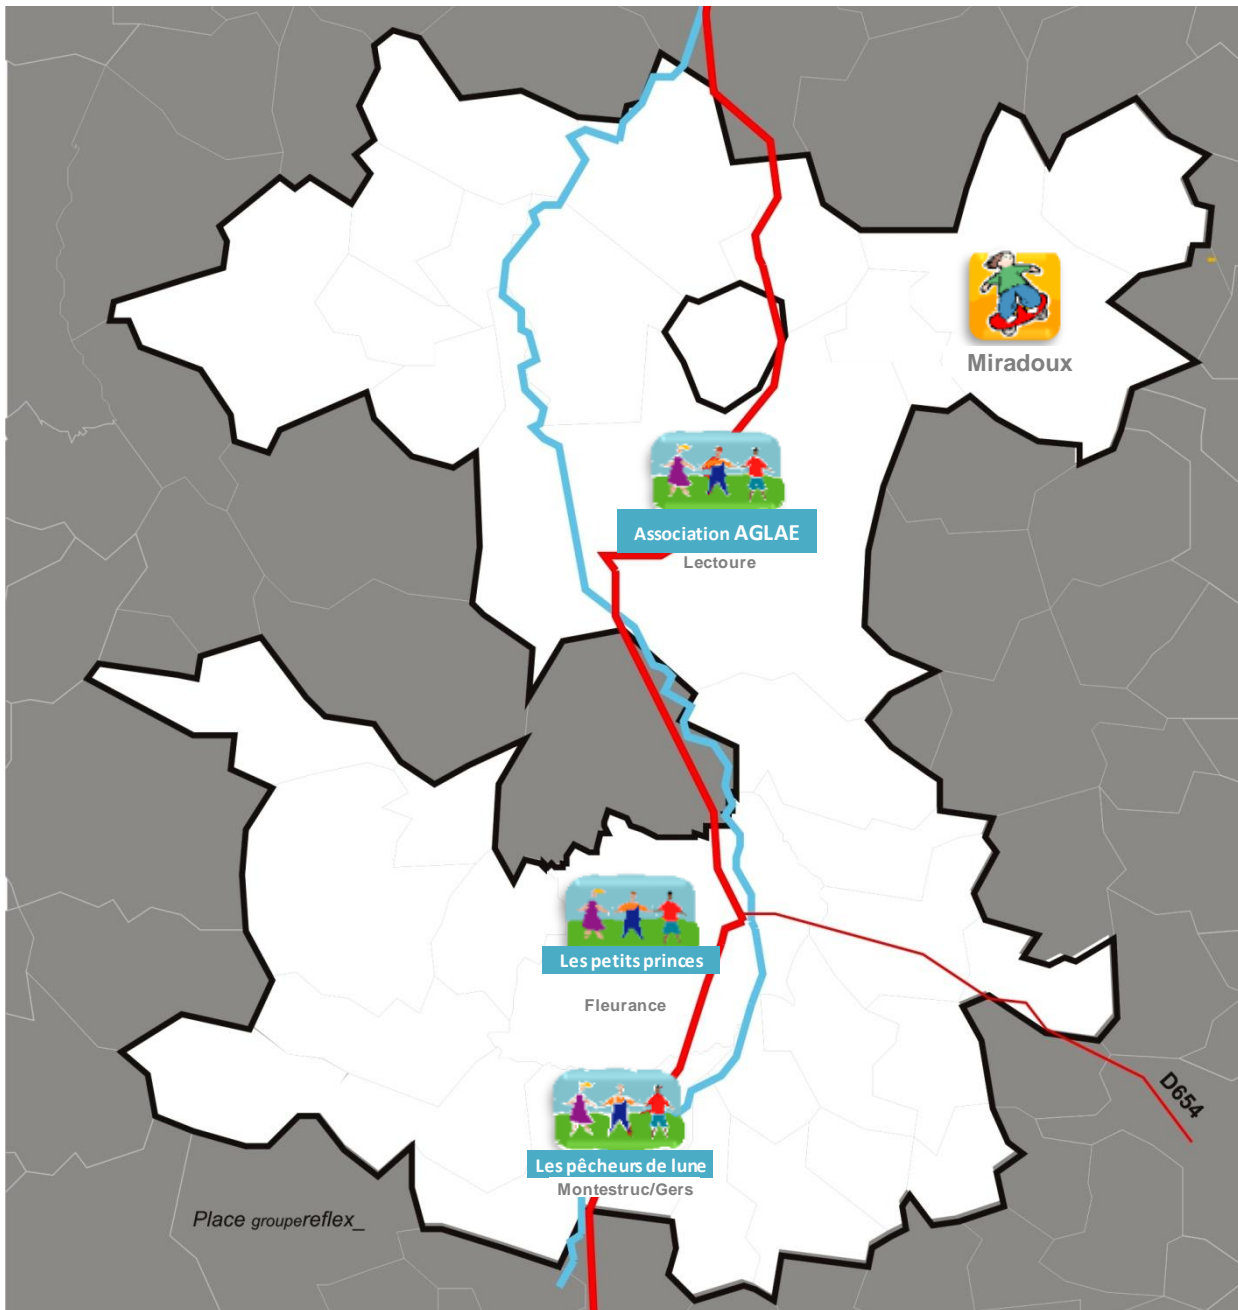 Miradoux
Association AGLAE
Lectoure
Les petits princes
Fleurance
D654
Les pêcheurs de lune
Montestruc/Gers
Place groupereflex_